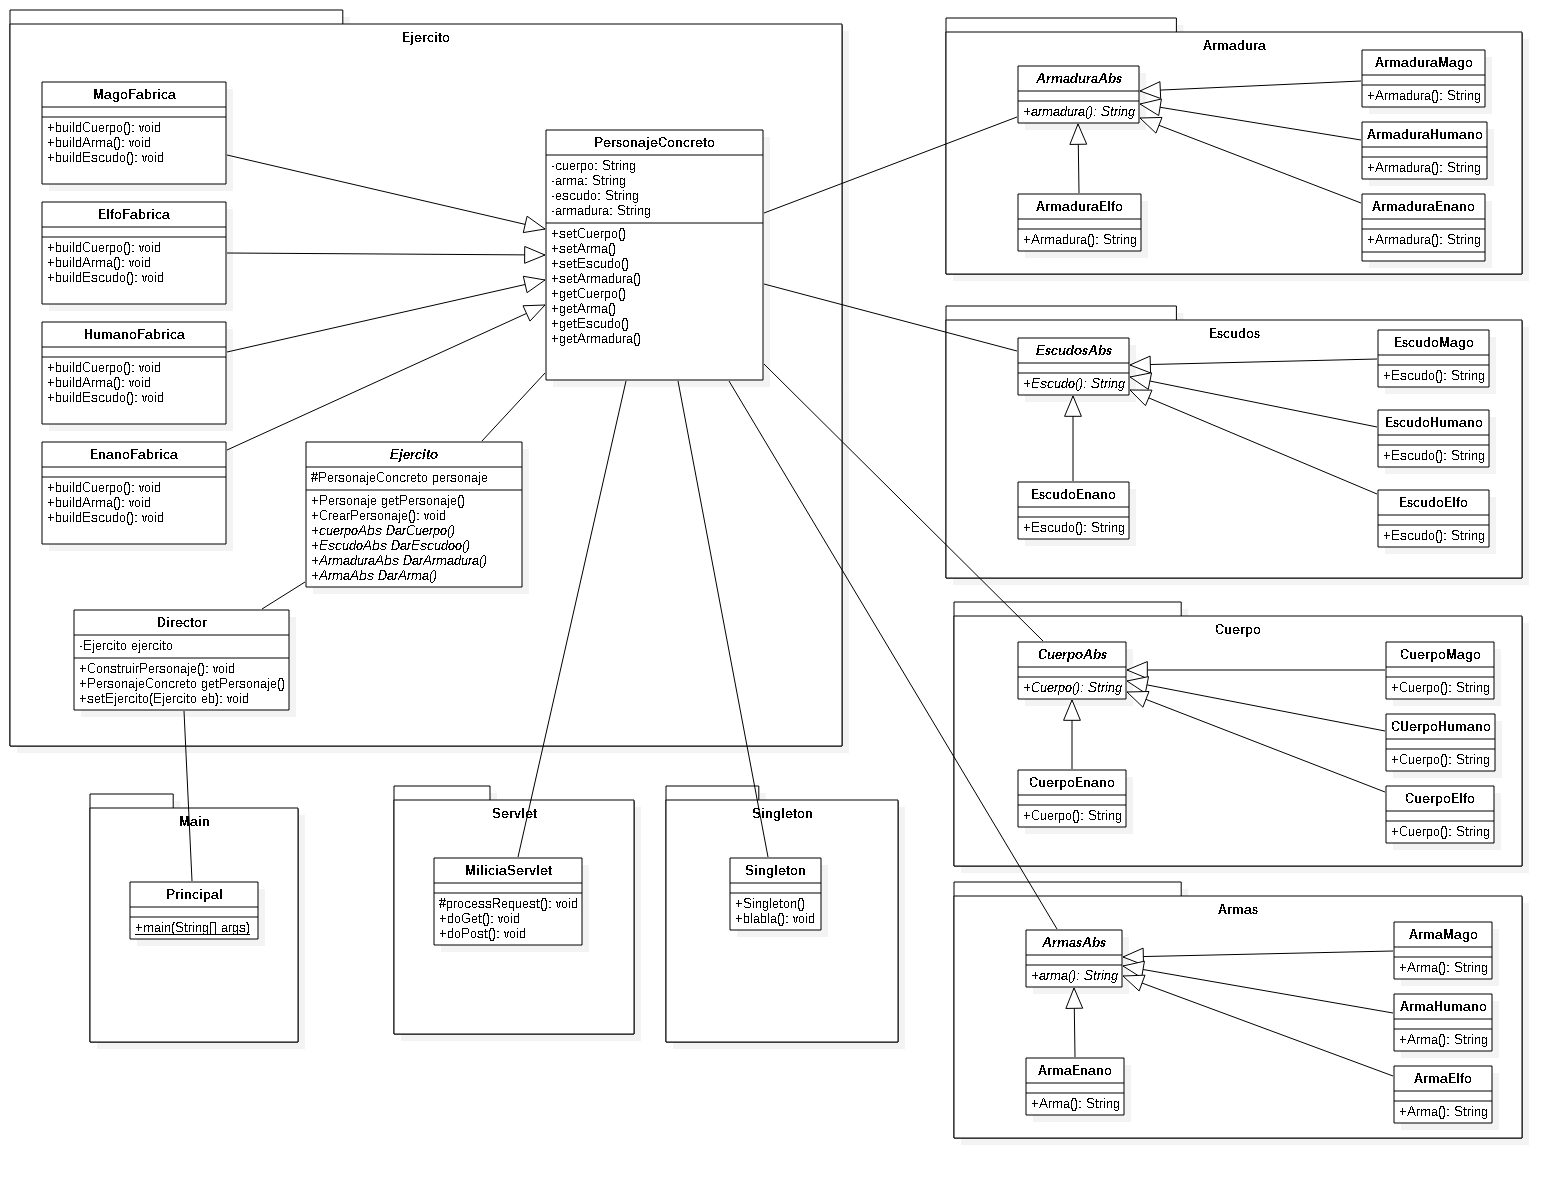 Ejercito
MagoFabrica
+buildCuerpo(): void
+buildArma(): void
+buildEscudo(): void
ElfoFabrica
+buildCuerpo(): void
+buildArma(): void
+buildEscudo(): void
HumanoFabrica
+buildCuerpo(): void
+buildArma(): void
+buildEscudo(): void
EnanoFabrica
+buildCuerpo(): void
+buildArma(): void
+buildEscudo(): void
PersonajeConcreto
-cuerpo: String
-arma: String
-escudo: String
-armadura: String
+setCuerpo()
+setArma()
+setEscudo()
+setArmadura()
+getCuerpo()
+getArma()
+getEscudo()
+getArmadura()
Ejercito
#PersonajeConcreto personaje
+Personaje getPersonaje()
+CrearPersonaje(): void
+cuerpoAbs DarCuerpo()
+EscudoAbs DarEscudoo()
+ArmaduraAbs DarArmadura()
+ArmaAbs DarArma()
Director
-Ejercito ejercito
+ConstruirPersonaje(): void
+PersonajeConcreto getPersonaje()
+setEjercito(Ejercito eb): void
Main
Principal
+main(String[] args)
Servlet
MiliciaServlet
#processRequest(): void
+doGet(): void
+doPost(): void
Singleton
Singleton
+Singleton()
+blabla(): void
Armadura
ArmaduraAbs
+armadura(): String
ArmaduraMago
+Armadura(): String
ArmaduraHumano
+Armadura(): String
ArmaduraElfo
+Armadura(): String
ArmaduraEnano
+Armadura(): String
Escudos
EscudosAbs
+Escudo(): String
EscudoMago
+Escudo(): String
EscudoHumano
+Escudo(): String
EscudoEnano
+Escudo(): String
EscudoElfo
+Escudo(): String
Cuerpo
CuerpoAbs
+Cuerpo(): String
CuerpoMago
+Cuerpo(): String
CUerpoHumano
+Cuerpo(): String
CuerpoEnano
+Cuerpo(): String
CuerpoElfo
+Cuerpo(): String
Armas
ArmasAbs
+arma(): String
ArmaMago
+Arma(): String
ArmaHumano
+Arma(): String
ArmaEnano
+Arma(): String
ArmaElfo
+Arma(): String